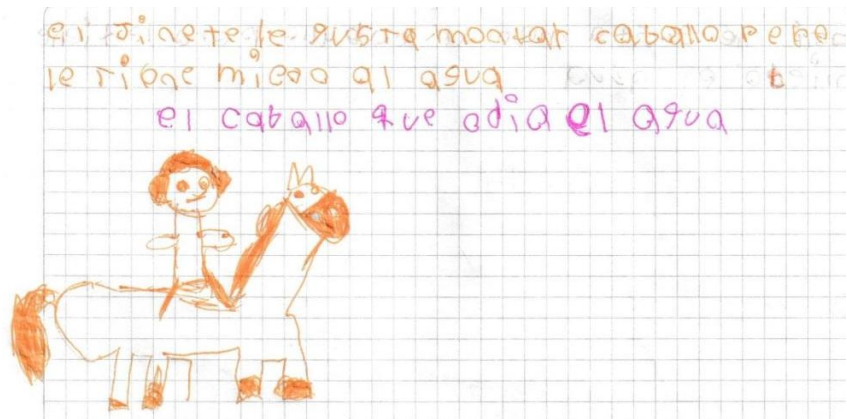 el jinete le gusta montar caballo pero
le tiene miedo al agua
el caballo que odia el agua